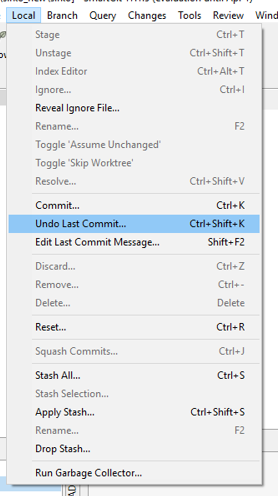 Local Branch Query Changes Tools Review
Stage Ctrl+T
Unstage Ctrl+Shift+T
Index Editor Ctrl+Alt+T
Ignore... Ctrl+I
Reveal Ignore File...
Rename... F2
Toggle 'Assume Unchanged'
Toggle 'Skip Worktree'
Resolve... Ctrl+Shift+V
Commit... Ctrl+K
Undo Last Commit... Ctrl+Shift+K
Edit Last Commit Message... Shift+F2
Discard... Ctrl+Z
Remove... Ctrl+-
Delete... Delete
Reset... Ctrl+R
Squash Commits... Ctrl+J
Stash All... Ctrl+S
Stash Selection...
Apply Stash... Ctrl+Shift+S
Rename... F2
Drop Stash...
Run Garbage Collector...